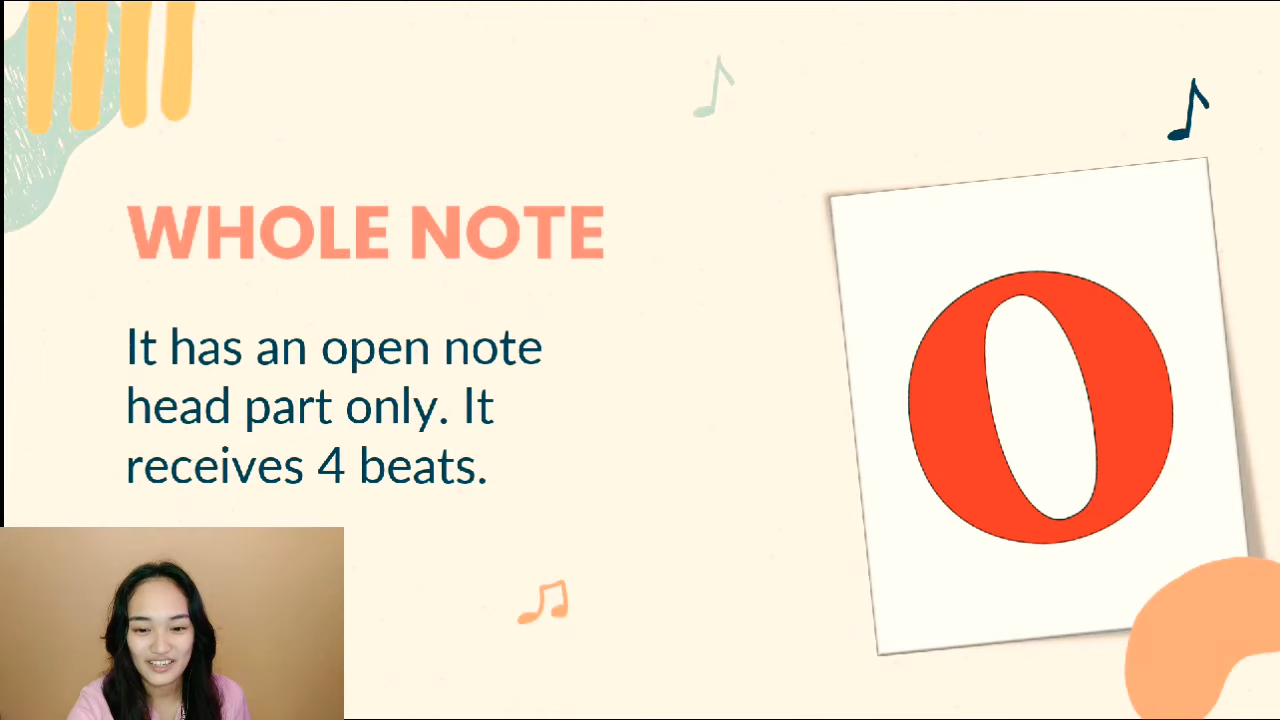 WHOLE NOTE
It has an open note
head part only. It
receives 4 beats.